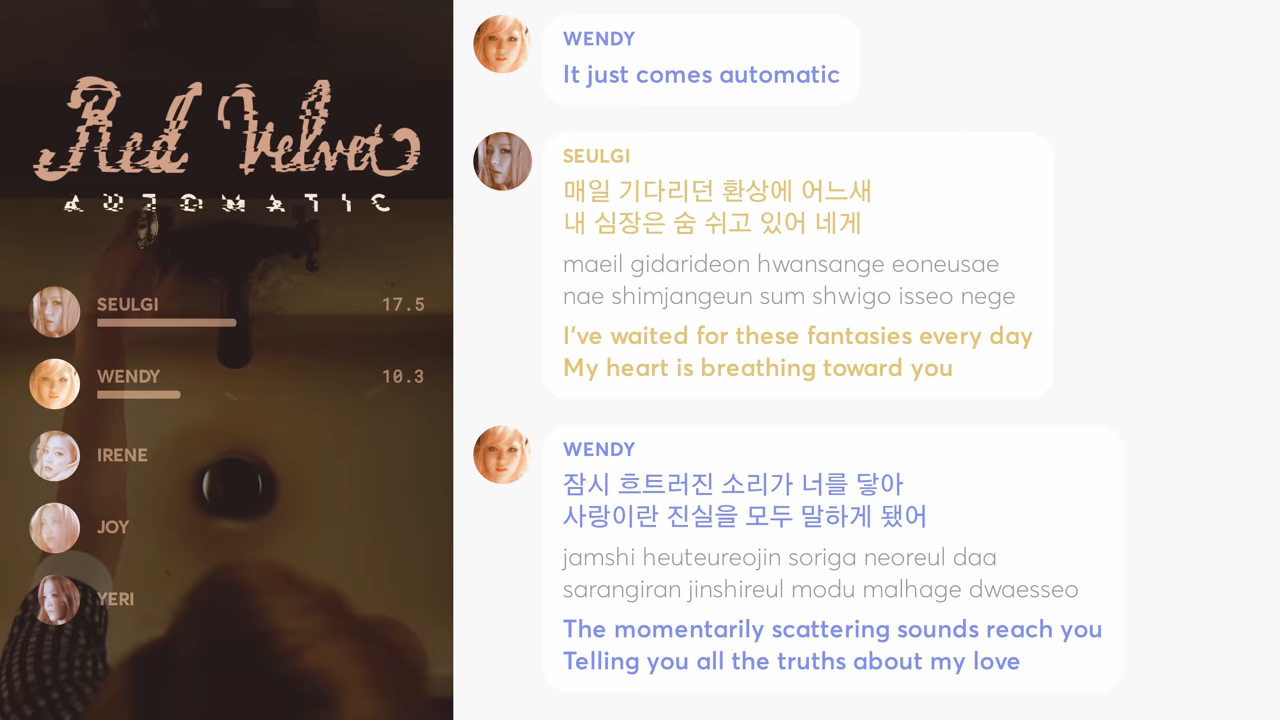 Red Velvet
AUTOMATIC
SEULGI 17.5
WENDY 10.3
IRENE
JOY
YERI
WENDY
It just comes automatic
SEULGI
매일 기다리던 환상에 어느새
내 심장은 숨 쉬고 있어 네게
maeil gidarideon hwansange eoneusae
nae shimjangeun sum shwigo isseo nege
I've waited for these fantasies every day
My heart is breathing toward you
WENDY
잠시 흐트러진 소리가 너를 닿아
사랑이란 진실을 모두 말하게 됐어
jamshi heuteureojin soriga neoreul daa
sarangiran jinshireul modu malhage dwaesseo
The momentarily scattering sounds reach you
Telling you all the truths about my love